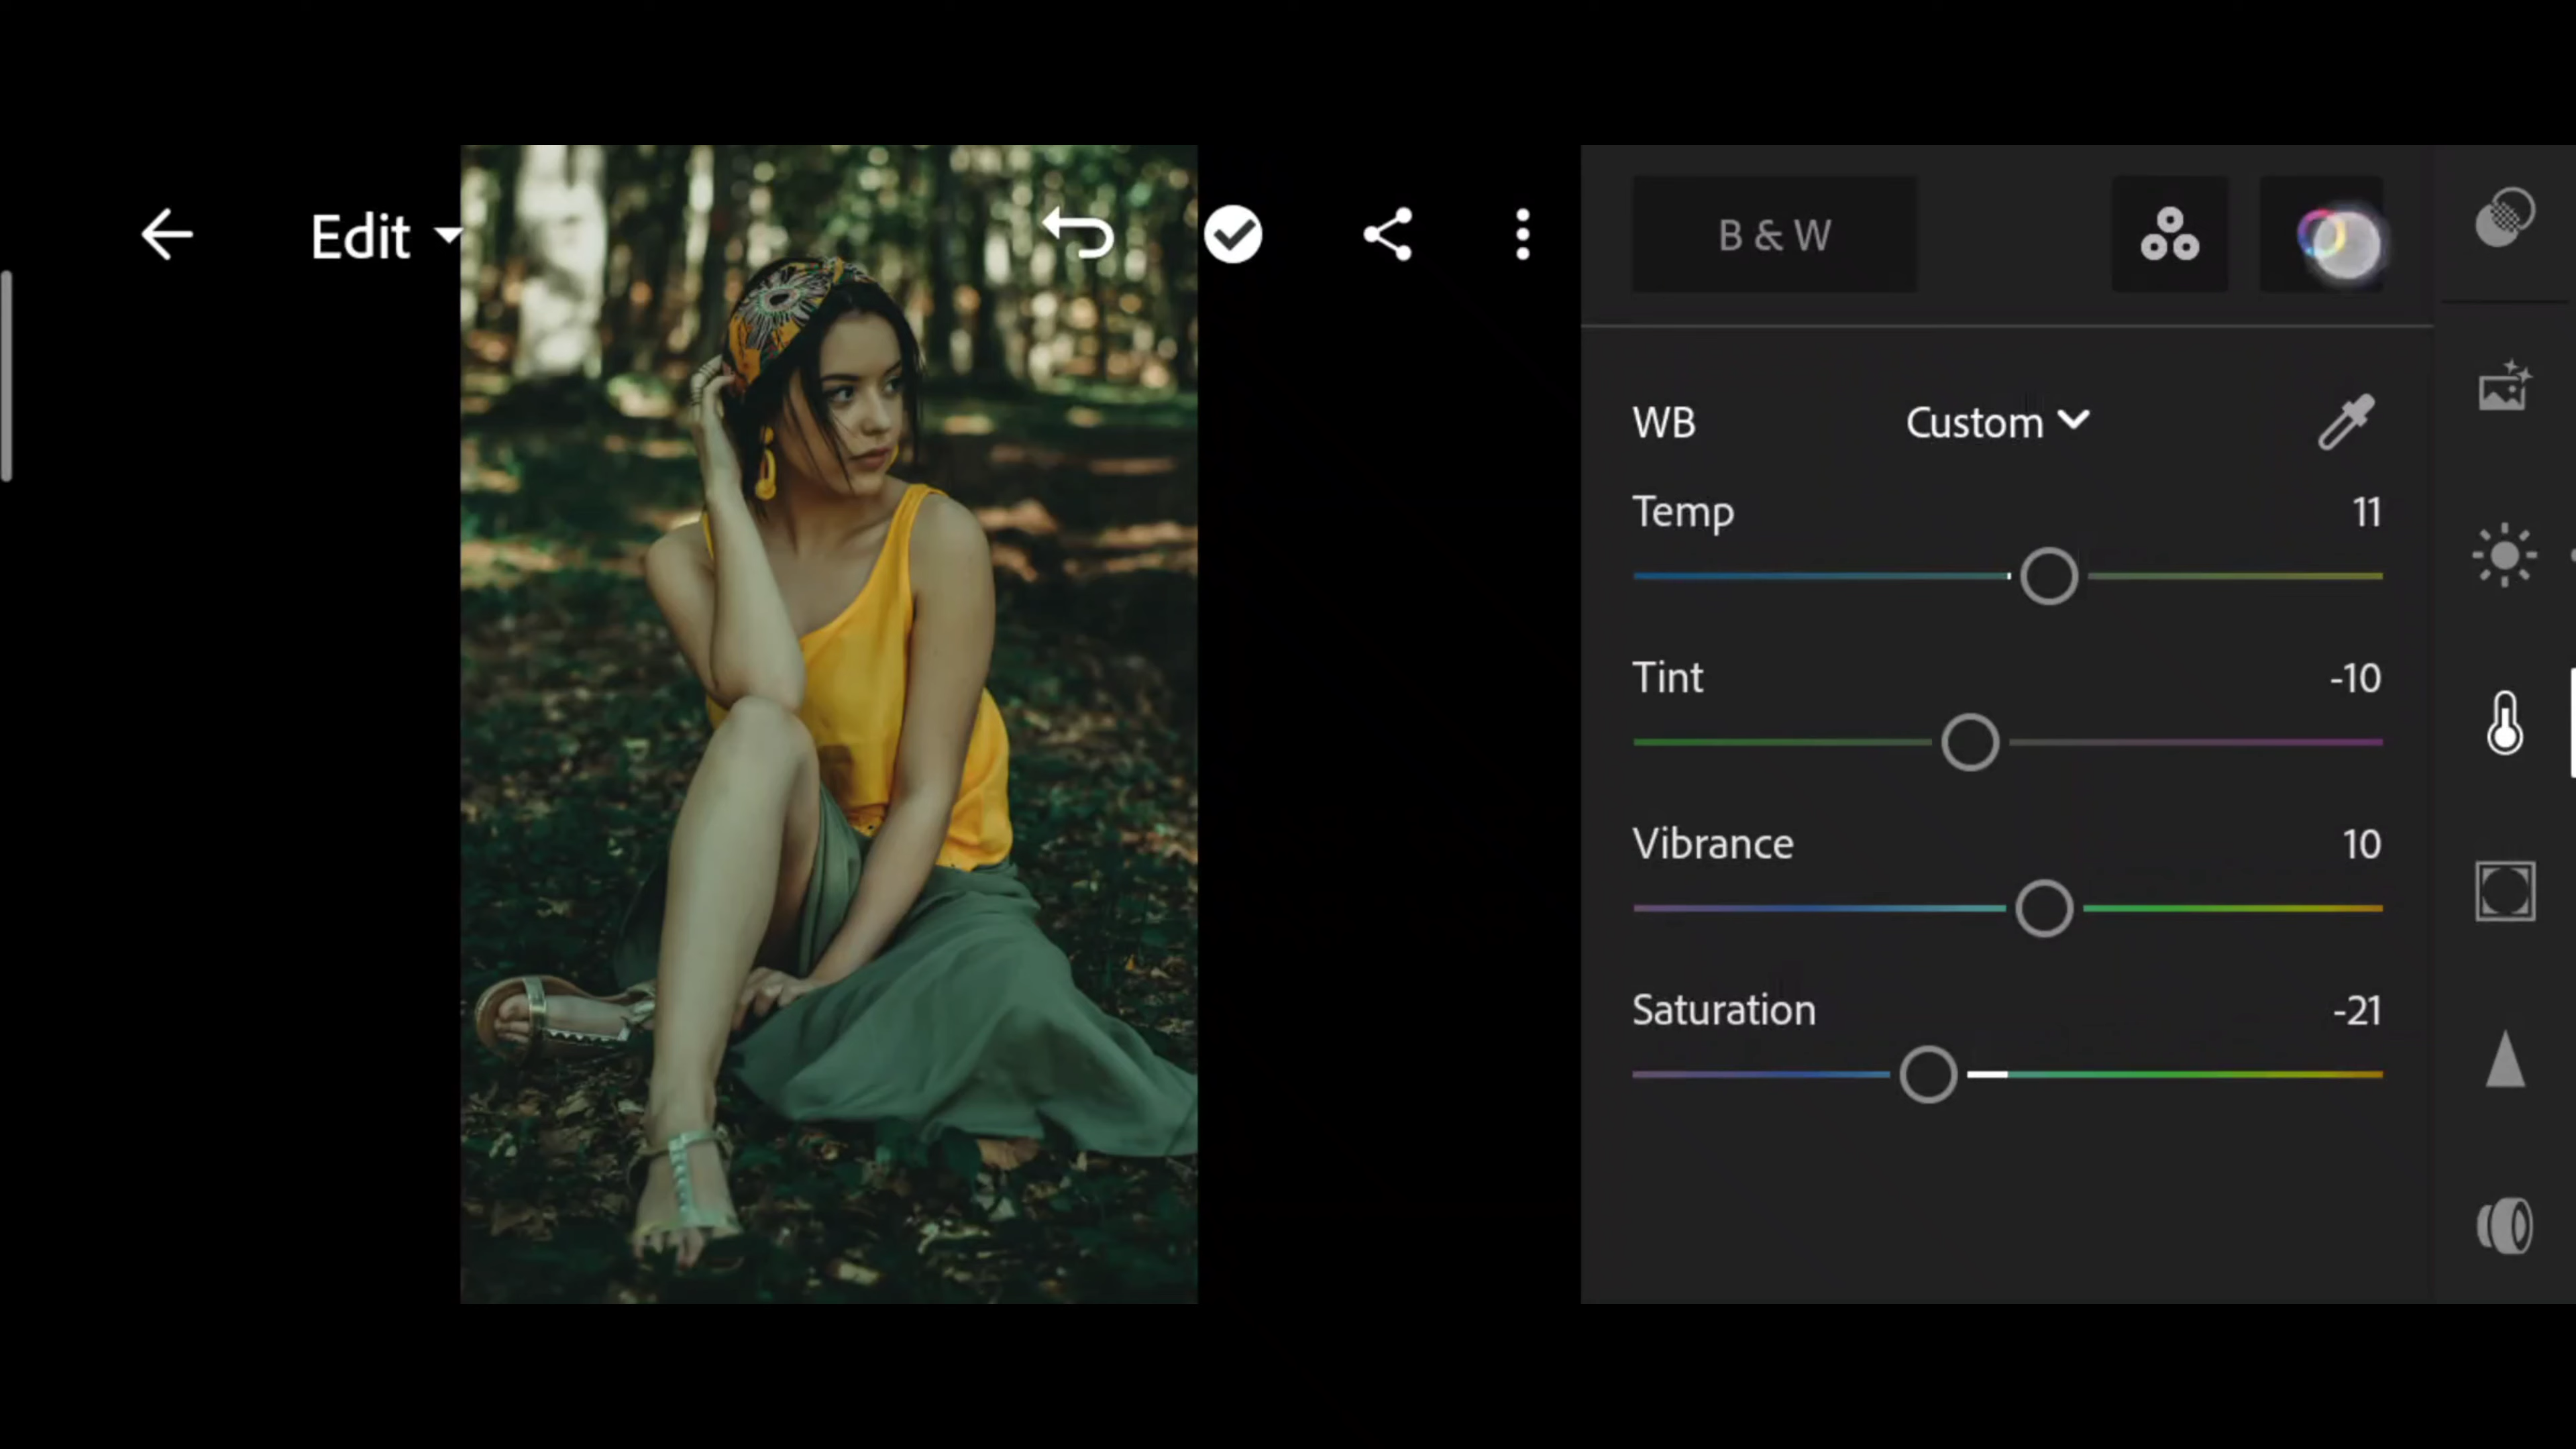 Edit
B & W
WB Custom
Temp 11
Tint -10
Vibrance 10
Saturation -21